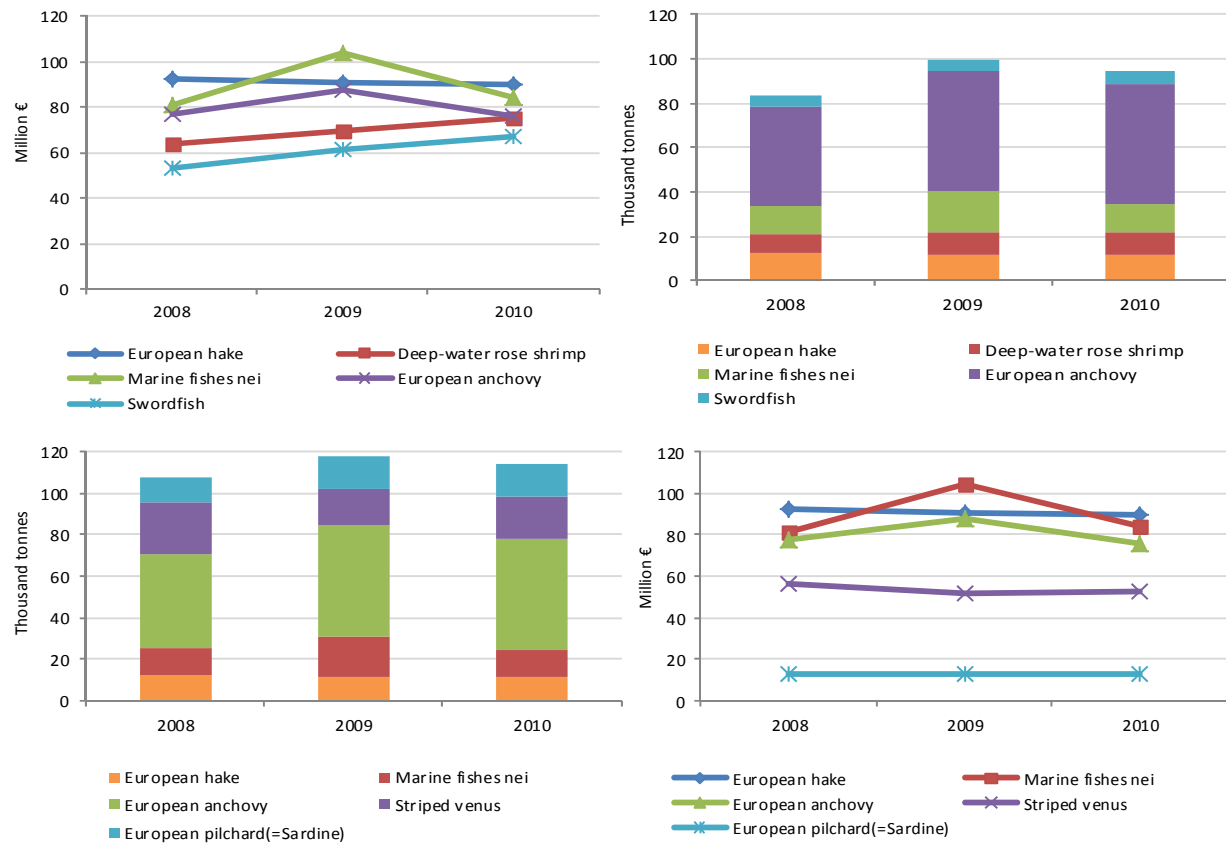 120
100
80
60
40
20
0
Million €
2008 2009 2010
European hake Deep-water rose shrimp
Marine fishes nei European anchovy
Swordfish
120
100
80
60
40
20
0
Thousand tonnes
2008 2009 2010
European hake Deep-water rose shrimp
Marine fishes nei European anchovy
Swordfish
120
100
80
60
40
20
0
Thousand tonnes
2008 2009 2010
European hake Marine fishes nei
European anchovy Striped venus
European pilchard(=Sardine)
120
100
80
60
40
20
0
Million €
2008 2009 2010
European hake Marine fishes nei
European anchovy Striped venus
European pilchard(=Sardine)